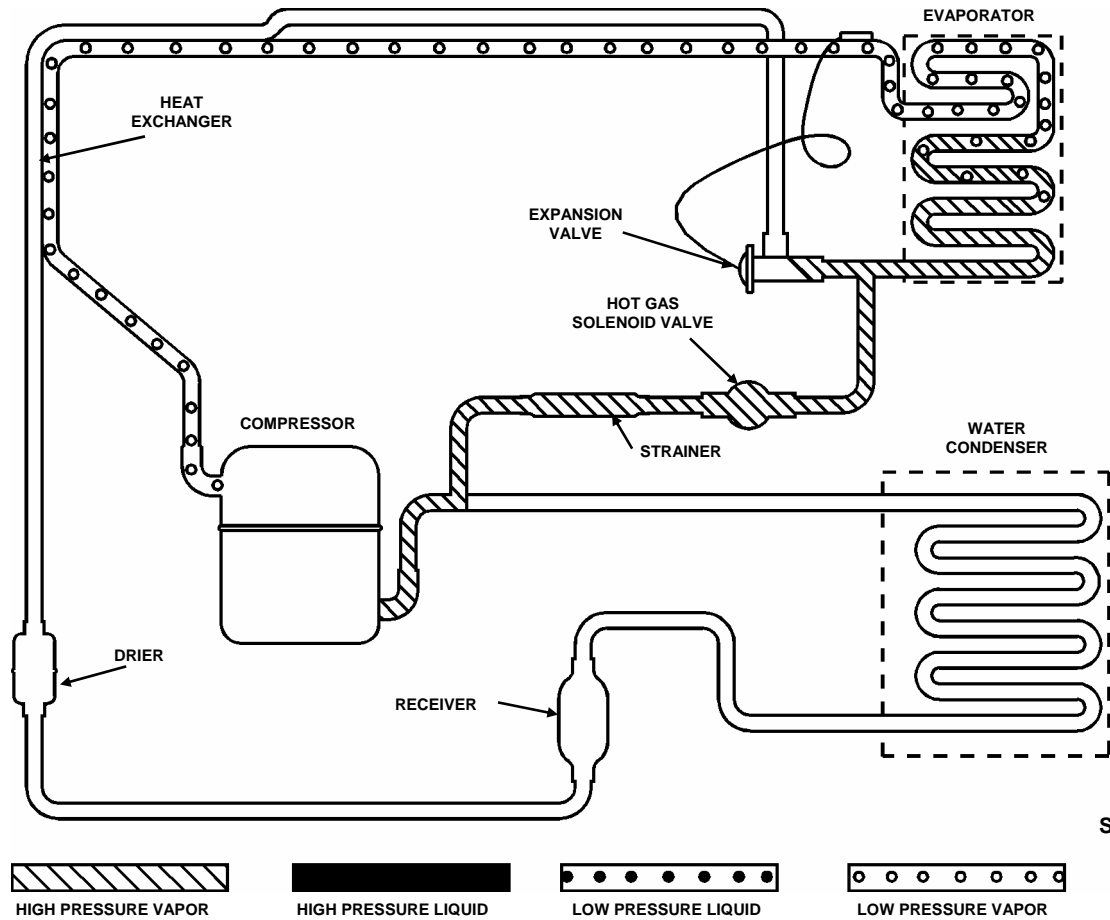 EVAPORATOR
HEAT
EXCHANGER
EXPANSION
VALVE
HOT GAS
SOLENOID VALVE
COMPRESSOR
STRAINER
WATER
CONDENSER
DRIER
RECEIVER
S
HIGH PRESSURE VAPOR
HIGH PRESSURE LIQUID
LOW PRESSURE LIQUID
LOW PRESSURE VAPOR